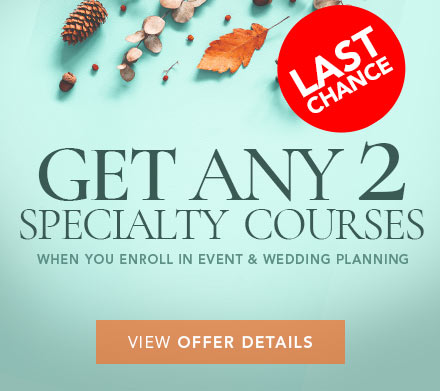 LAST
CHANCE
GET ANY 2
SPECIALTY COURSES
WHEN YOU ENROLL IN EVENT & WEDDING PLANNING
VIEW OFFER DETAILS